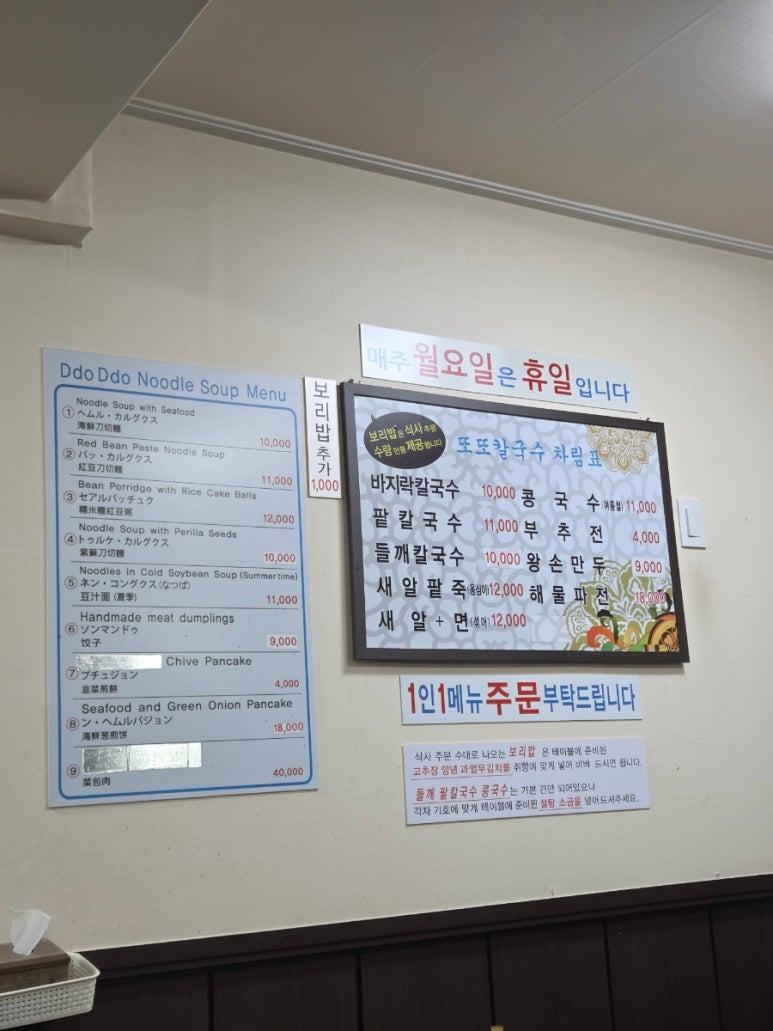 Ddo Ddo Noodle Soup Menu
Noodle Soup with Seafood
① ヘムル・カルグクス
海鮮刀切麵
10,000
Red Bean Paste Noodle Soup
② パッ・カルグクス
紅豆刀切麵
11,000
Bean Porridge with Rice Cake Balls
③ セアルパッチュク
糯米糰紅豆粥
12,000
Noodle Soup with Perilla Seeds
④ トゥルケ・カルグクス
紫蘇刀切麵
10,000
Noodles in Cold Soybean Soup (Summer time)
⑤ ネン・コングクス (なつば)
豆汁面 (夏季)
11,000
Handmade meat dumplings
⑥ ソンマンドゥ
饺子
9,000
Chive Pancake
⑦ プチュジョン
韭菜煎餅
4,000
Seafood and Green Onion Pancake
⑧ ン・ヘムルパジョン
海鮮葱煎饼
18,000
⑨ 菜包肉
40,000
보리밥추가
1,000
매주 월요일은 휴일입니다
보리밥은 식사 주문
수량만큼 제공됩니다
또또칼국수 차림표
바지락칼국수 10,000
팥칼국수 11,000
들깨칼국수 10,000
새알팥죽(옹심이) 12,000
새알+면(섞어) 12,000
콩국수(여름철) 11,000
부추전 4,000
왕손만두 9,000
해물파전 18,000
1인1메뉴 주문 부탁드립니다
식사 주문 수대로 나오는 보리밥 은 테이블에 준비된
고추장 양념 과 열무김치를 취향에 맞게 넣어 비벼 드시면 됩니다.
들깨 팥칼국수 콩국수는 기본 간만 되어있으니
각자 기호에 맞게 테이블에 준비된 설탕 소금을 넣어드셔주세요.